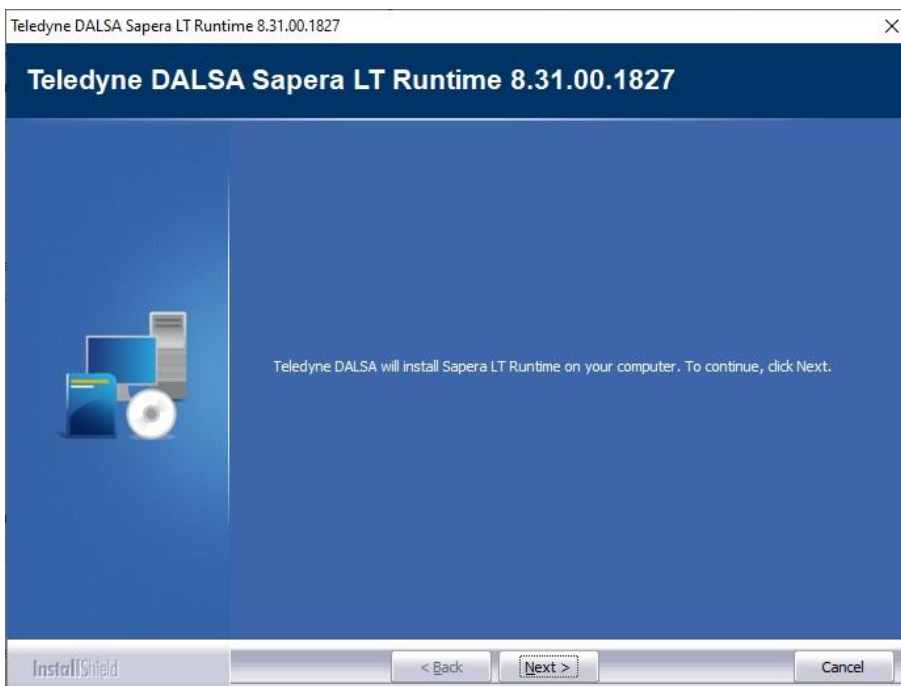 Teledyne DALSA Sapera LT Runtime 8.31.00.1827
Teledyne DALSA Sapera LT Runtime 8.31.00.1827
Teledyne DALSA will install Sapera LT Runtime on your computer. To continue, click Next.
InstallShield
< Back
Next >
Cancel